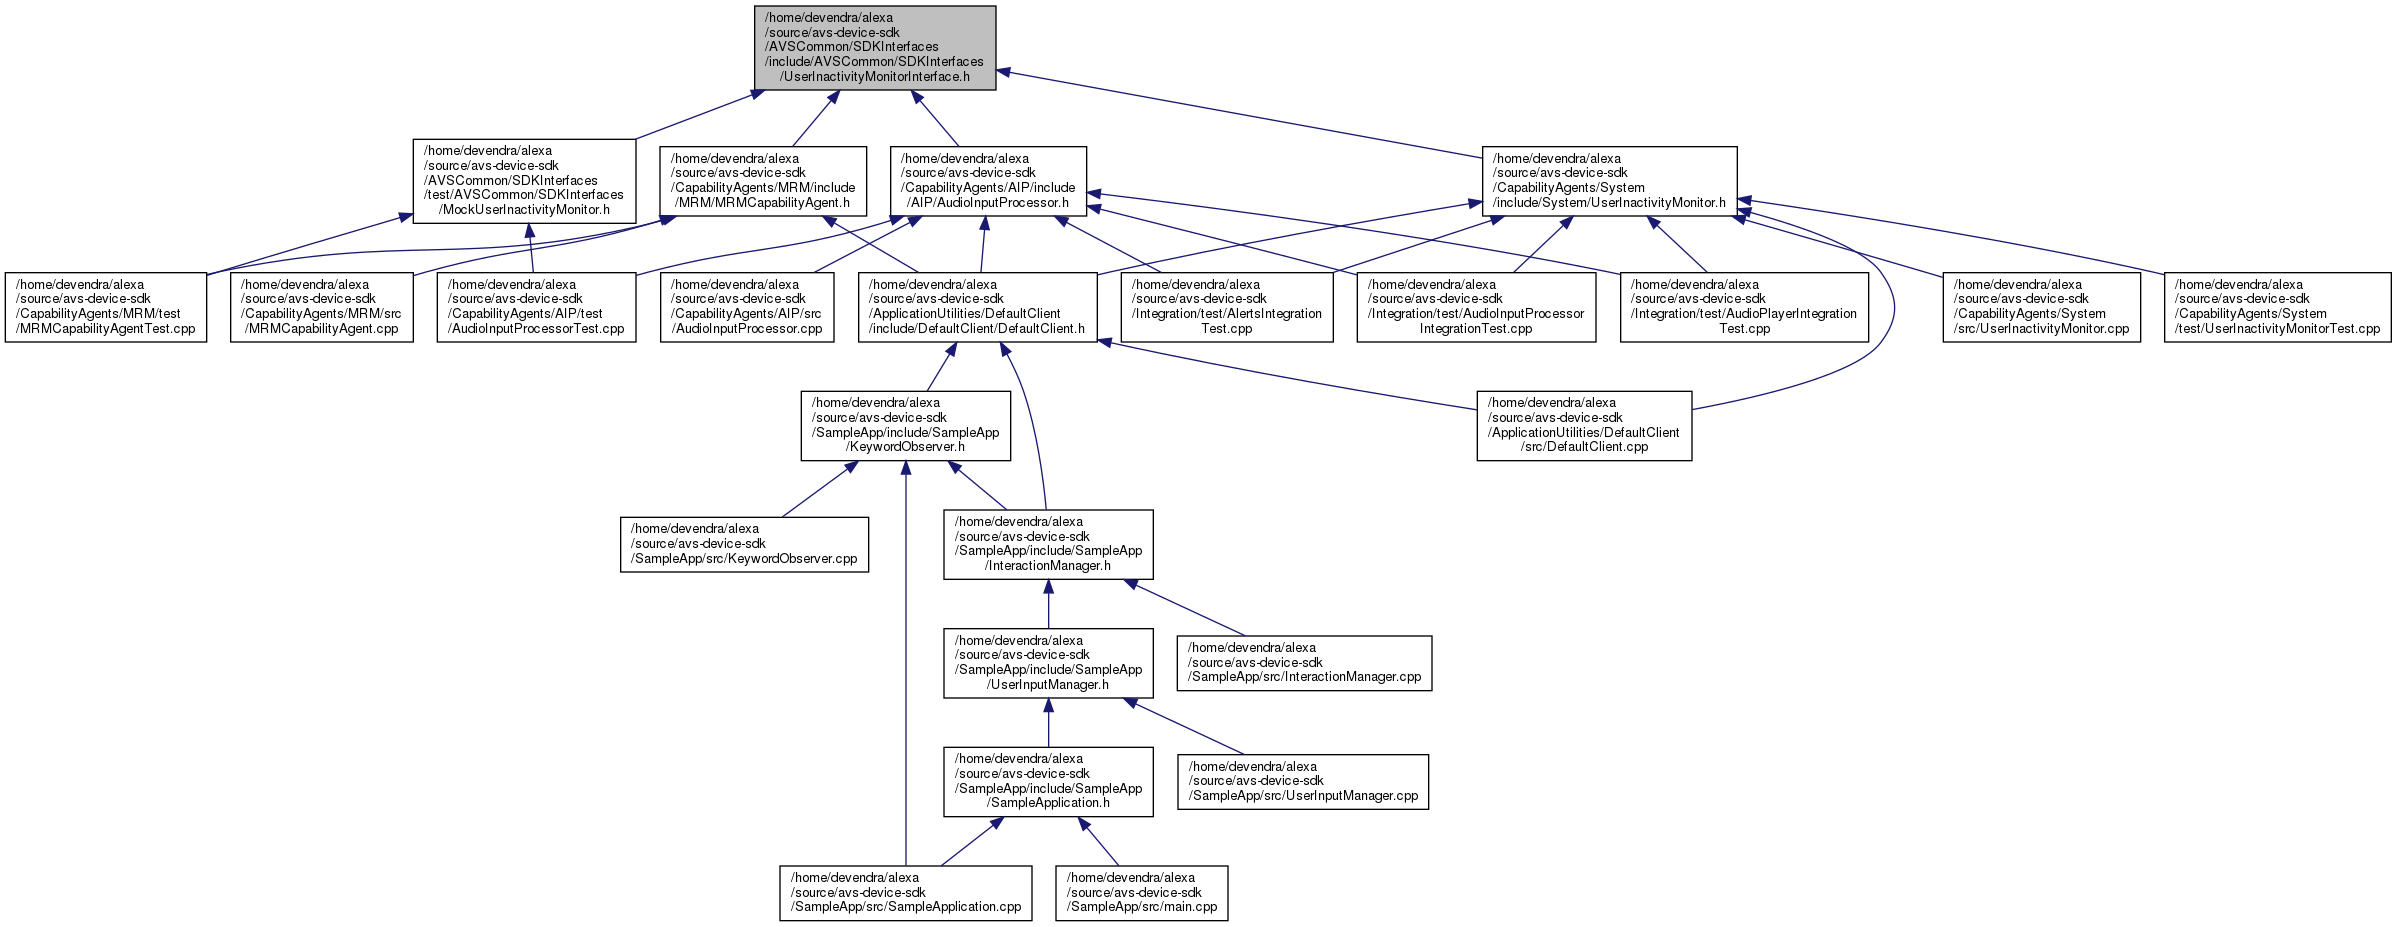 /home/devendra/alexa
/source/avs-device-sdk
/AVSCommon/SDKInterfaces
/include/AVSCommon/SDKInterfaces
/UserInactivityMonitorInterface.h
/home/devendra/alexa
/source/avs-device-sdk
/AVSCommon/SDKInterfaces
/test/AVSCommon/SDKInterfaces
/MockUserInactivityMonitor.h
/home/devendra/alexa
/source/avs-device-sdk
/CapabilityAgents/MRM/include
/MRM/MRMCapabilityAgent.h
/home/devendra/alexa
/source/avs-device-sdk
/CapabilityAgents/AIP/include
/AIP/AudioInputProcessor.h
/home/devendra/alexa
/source/avs-device-sdk
/CapabilityAgents/System
/include/System/UserInactivityMonitor.h
/home/devendra/alexa
/source/avs-device-sdk
/CapabilityAgents/MRM/test
/MRMCapabilityAgentTest.cpp
/home/devendra/alexa
/source/avs-device-sdk
/CapabilityAgents/MRM/src
/MRMCapabilityAgent.cpp
/home/devendra/alexa
/source/avs-device-sdk
/CapabilityAgents/AIP/test
/AudioInputProcessorTest.cpp
/home/devendra/alexa
/source/avs-device-sdk
/CapabilityAgents/AIP/src
/AudioInputProcessor.cpp
/home/devendra/alexa
/source/avs-device-sdk
/ApplicationUtilities/DefaultClient
/include/DefaultClient/DefaultClient.h
/home/devendra/alexa
/source/avs-device-sdk
/Integration/test/AlertsIntegration
Test.cpp
/home/devendra/alexa
/source/avs-device-sdk
/Integration/test/AudioInputProcessor
IntegrationTest.cpp
/home/devendra/alexa
/source/avs-device-sdk
/Integration/test/AudioPlayerIntegration
Test.cpp
/home/devendra/alexa
/source/avs-device-sdk
/CapabilityAgents/System
/src/UserInactivityMonitor.cpp
/home/devendra/alexa
/source/avs-device-sdk
/CapabilityAgents/System
/test/UserInactivityMonitorTest.cpp
/home/devendra/alexa
/source/avs-device-sdk
/SampleApp/include/SampleApp
/KeywordObserver.h
/home/devendra/alexa
/source/avs-device-sdk
/ApplicationUtilities/DefaultClient
/src/DefaultClient.cpp
/home/devendra/alexa
/source/avs-device-sdk
/SampleApp/src/KeywordObserver.cpp
/home/devendra/alexa
/source/avs-device-sdk
/SampleApp/include/SampleApp
/InteractionManager.h
/home/devendra/alexa
/source/avs-device-sdk
/SampleApp/include/SampleApp
/UserInputManager.h
/home/devendra/alexa
/source/avs-device-sdk
/SampleApp/src/InteractionManager.cpp
/home/devendra/alexa
/source/avs-device-sdk
/SampleApp/include/SampleApp
/SampleApplication.h
/home/devendra/alexa
/source/avs-device-sdk
/SampleApp/src/UserInputManager.cpp
/home/devendra/alexa
/source/avs-device-sdk
/SampleApp/src/SampleApplication.cpp
/home/devendra/alexa
/source/avs-device-sdk
/SampleApp/src/main.cpp